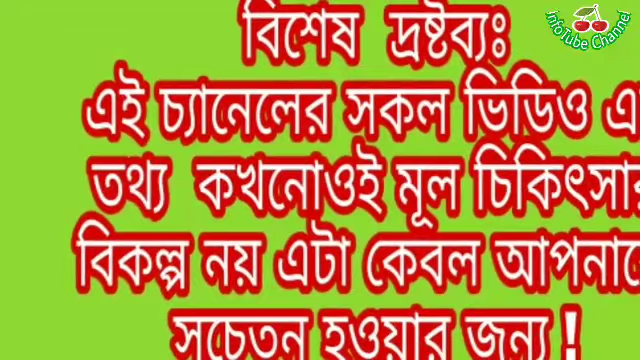 InfoTube Channel
বিশেষ দ্রষ্টব্যঃ
এই চ্যানেলের সকল ভিডিও এ
তথ্য কখনোওই মূল চিকিৎসার
বিকল্প নয় এটা কেবল আপনাকে
সচেতন হওয়ার জন্য !